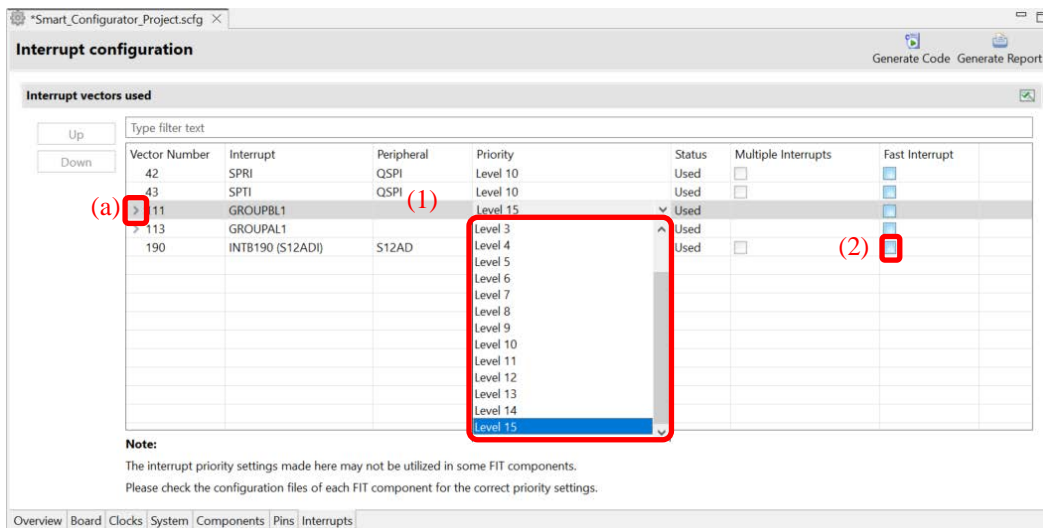 *Smart_Configurator_Project.scfg
Interrupt configuration
Generate Code Generate Report
Interrupt vectors used
Up
Down
Type filter text
Vector Number Interrupt Peripheral Priority Status Multiple Interrupts Fast Interrupt
42 SPRI QSPI Level 10 Used
43 SPTI QSPI Level 10 Used
(a) 111 GROUPBL1 (1) Level 15 Used
113 GROUPAL1 Level 3 Used
190 INTB190 (S12ADI) S12AD Level 4 Used (2)
Level 5
Level 6
Level 7
Level 8
Level 9
Level 10
Level 11
Level 12
Level 13
Level 14
Level 15
Note:
The interrupt priority settings made here may not be utilized in some FIT components.
Please check the configuration files of each FIT component for the correct priority settings.
Overview Board Clocks System Components Pins Interrupts